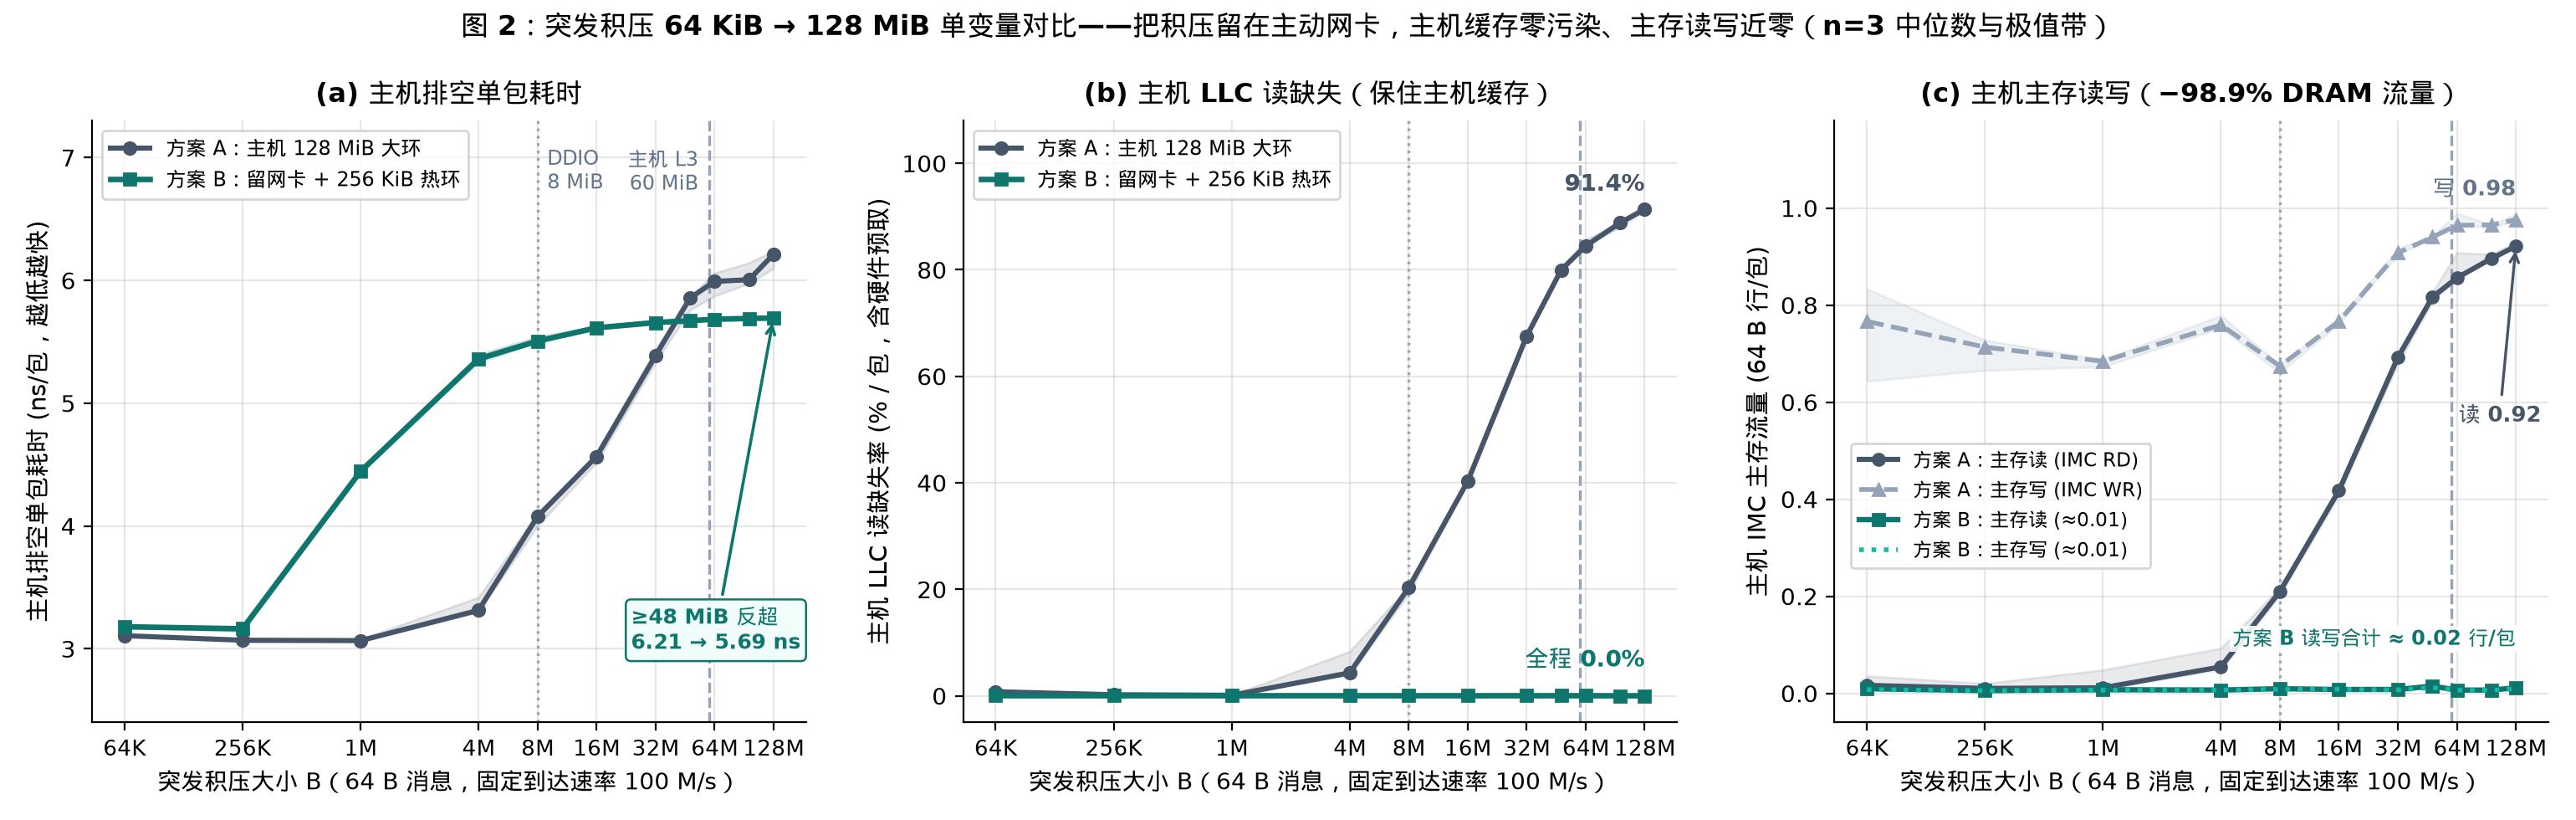 图 2：突发积压 64 KiB → 128 MiB 单变量对比——把积压留在主动网卡，主机缓存零污染、主存读写近零（n=3 中位数与极值带）
(a) 主机排空单包耗时
主机排空单包耗时 (ns/包，越低越快)
7
6
5
4
3
方案 A：主机 128 MiB 大环
方案 B：留网卡 + 256 KiB 热环
DDIO
8 MiB
主机 L3
60 MiB
≥48 MiB 反超
6.21 → 5.69 ns
64K 256K 1M 4M 8M 16M 32M 64M 128M
突发积压大小 B（64 B 消息，固定到达速率 100 M/s）
(b) 主机 LLC 读缺失（保住主机缓存）
主机 LLC 读缺失率 (% / 包，含硬件预取)
100
80
60
40
20
0
方案 A：主机 128 MiB 大环
方案 B：留网卡 + 256 KiB 热环
91.4%
全程 0.0%
64K 256K 1M 4M 8M 16M 32M 64M 128M
突发积压大小 B（64 B 消息，固定到达速率 100 M/s）
(c) 主机主存读写（−98.9% DRAM 流量）
主机 IMC 主存流量 (64 B 行/包)
1.0
0.8
0.6
0.4
0.2
0.0
写 0.98
读 0.92
方案 A：主存读 (IMC RD)
方案 A：主存写 (IMC WR)
方案 B：主存读 (≈0.01)
方案 B：主存写 (≈0.01)
方案 B 读写合计 ≈ 0.02 行/包
64K 256K 1M 4M 8M 16M 32M 64M 128M
突发积压大小 B（64 B 消息，固定到达速率 100 M/s）